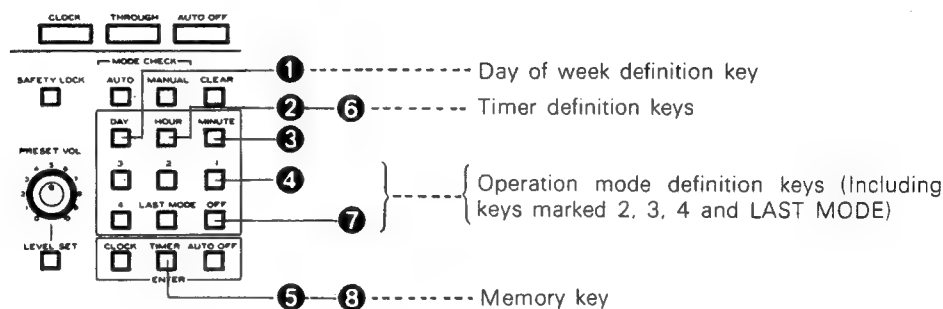 CLOCK THROUGH AUTO OFF
MODE CHECK
SAFETY LOCK AUTO MANUAL CLEAR
1 Day of week definition key
2 6 Timer definition keys
DAY HOUR MINUTE
3
PRESET VOL
3 2 1
4
Operation mode definition keys (Including
keys marked 2, 3, 4 and LAST MODE)
4 LAST MODE OFF
7
LEVEL SET CLOCK TIMER AUTO OFF
ENTER
5 8 Memory key